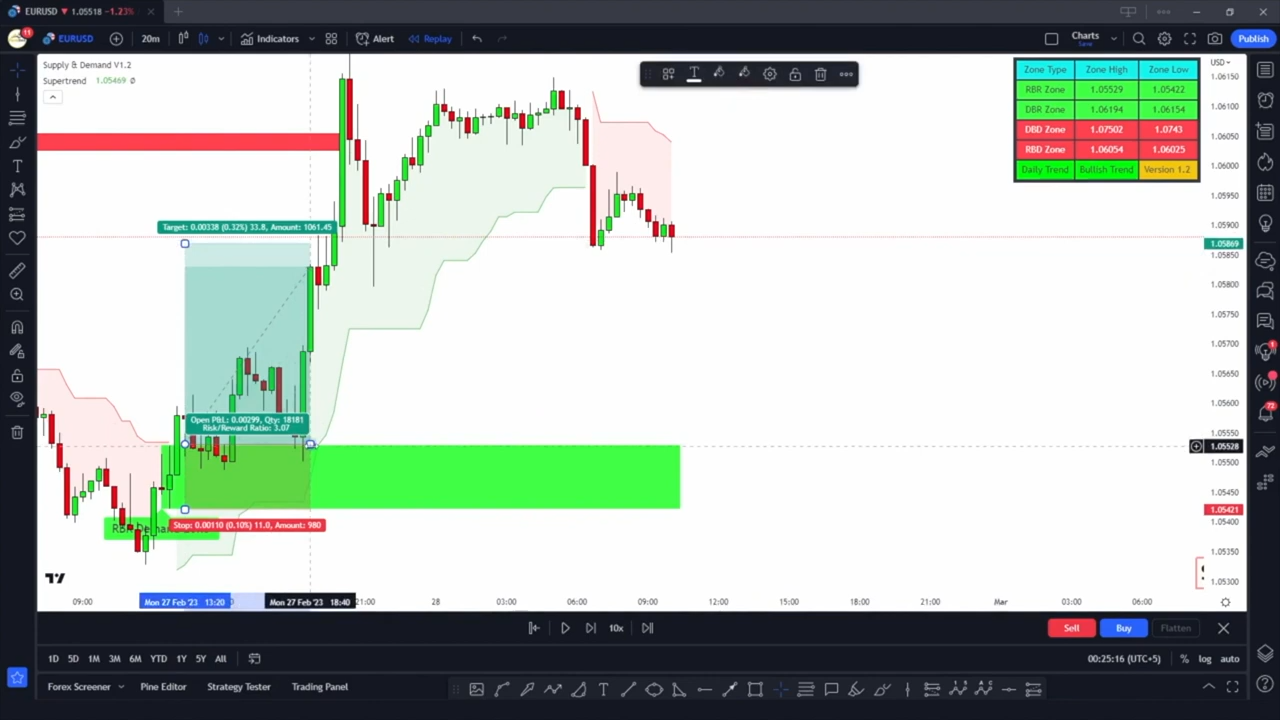 EURUSD ▼ 1.05518 −1.23%
11
EURUSD
20m
Indicators
Alert
Replay
Charts
Save
Publish
Supply & Demand V1.2
Supertrend 1.05469 Ø
USD
Zone Type Zone High Zone Low
RBR Zone 1.05529 1.05422
DBR Zone 1.06194 1.06154
DBD Zone 1.07502 1.0743
RBD Zone 1.06054 1.06025
Daily Trend Bullish Trend Version 1.2
1.06150
1.06100
1.06050
1.06000
1.05950
1.05900
1.05869
1.05850
1.05800
1.05750
1.05700
1.05650
1.05600
1.05550
1.05528
1.05500
1.05450
1.05421
1.05400
1.05350
1.05300
Target: 0.00338 (0.32%) 33.8, Amount: 1061.45
Open P&L: 0.00299, Qty: 18181
Risk/Reward Ratio: 3.07
Stop: 0.00110 (0.10%) 11.0, Amount: 980
1
72
09:00 Mon 27 Feb '23 13:20 Mon 27 Feb '23 18:40 21:00 28 03:00 06:00 09:00 12:00 15:00 18:00 21:00 Mar 03:00 06:00
10x
Sell Buy Flatten
1D 5D 1M 3M 6M YTD 1Y 5Y All
00:25:16 (UTC+5) % log auto
Forex Screener Pine Editor Strategy Tester Trading Panel